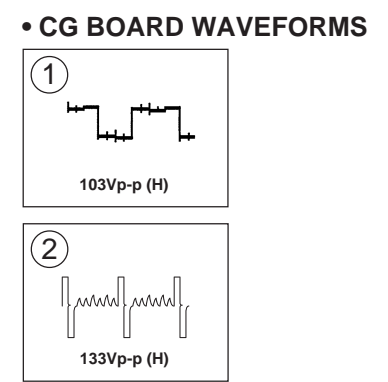 • CG BOARD WAVEFORMS
1
103Vp-p (H)
2
133Vp-p (H)